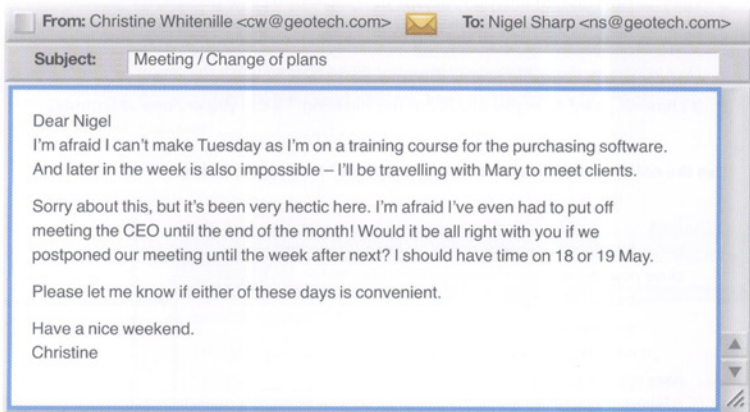 From: Christine Whitenille <cw@geotech.com> To: Nigel Sharp <ns@geotech.com>
Subject: Meeting / Change of plans
Dear Nigel
I'm afraid I can't make Tuesday as I'm on a training course for the purchasing software.
And later in the week is also impossible – I'll be travelling with Mary to meet clients.
Sorry about this, but it's been very hectic here. I'm afraid I've even had to put off
meeting the CEO until the end of the month! Would it be all right with you if we
postponed our meeting until the week after next? I should have time on 18 or 19 May.
Please let me know if either of these days is convenient.
Have a nice weekend.
Christine